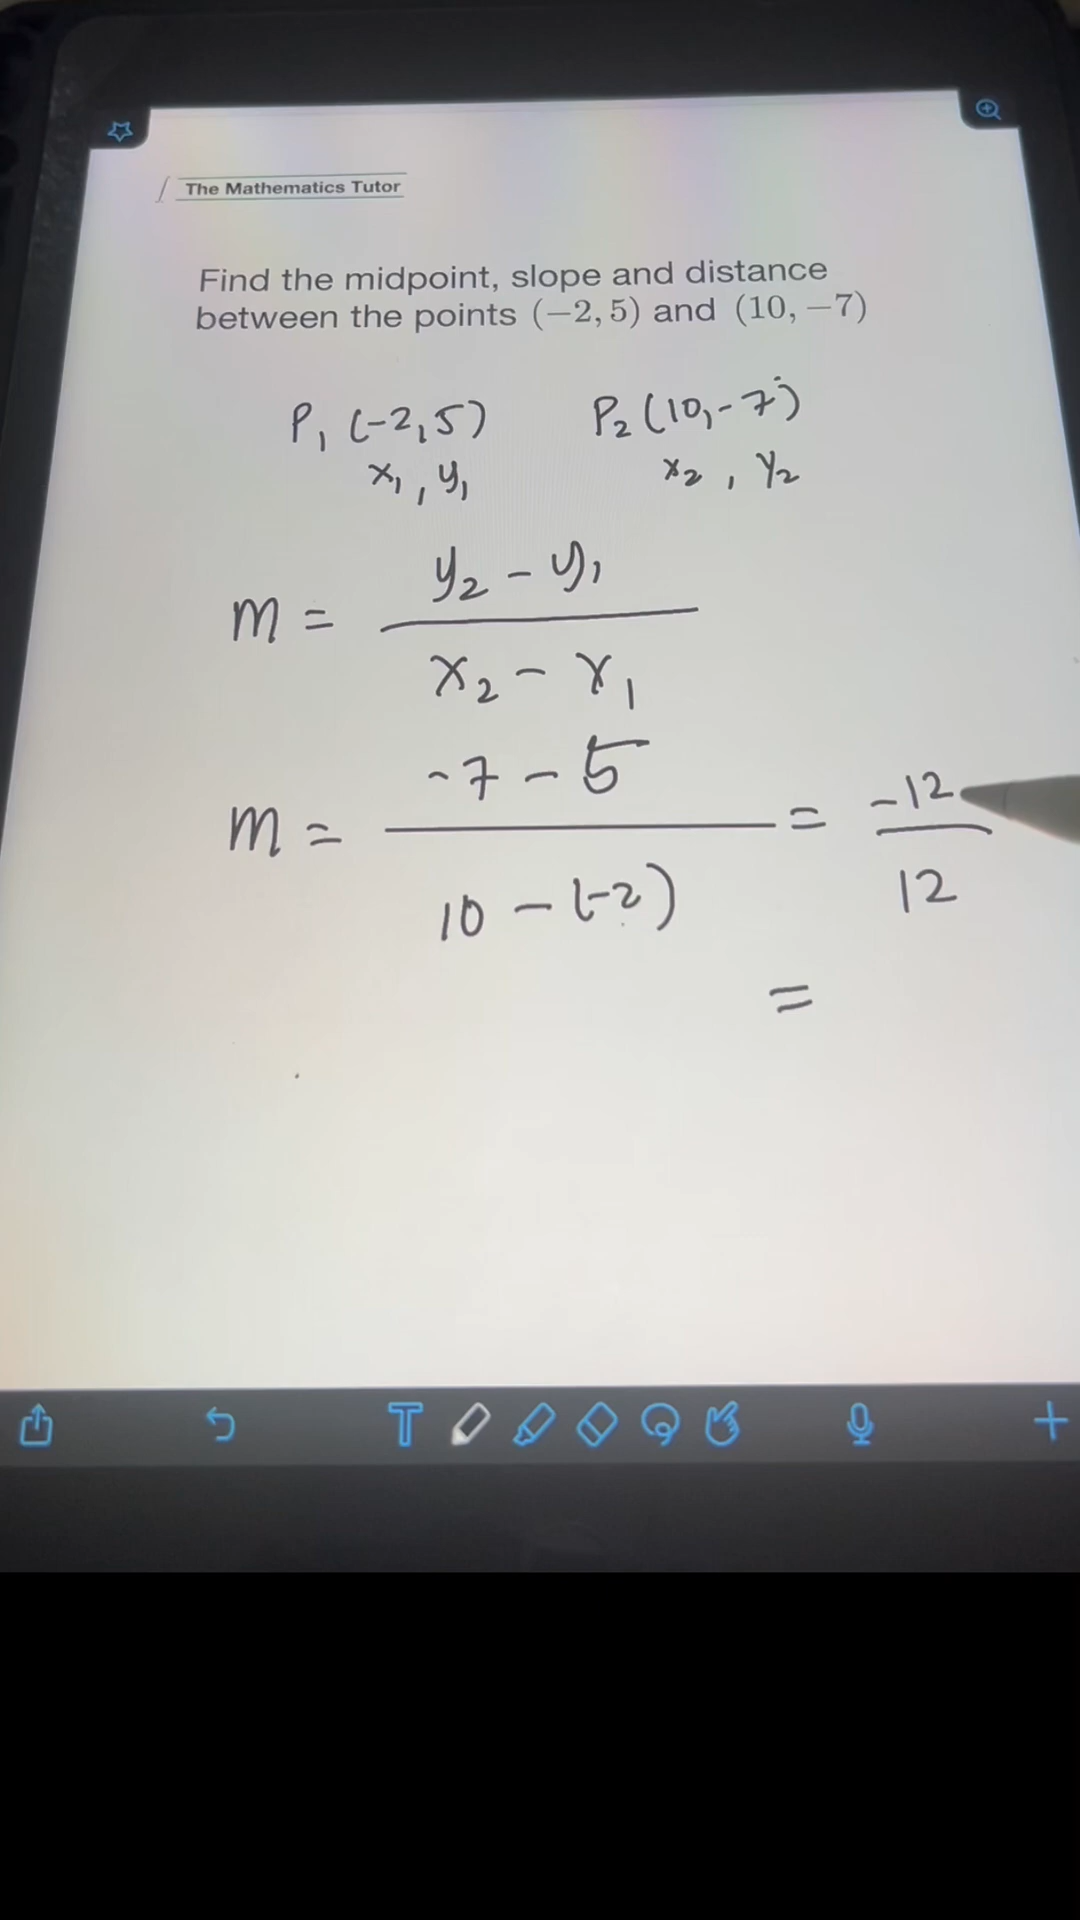 The Mathematics Tutor
Find the midpoint, slope and distance
between the points (−2, 5) and (10, −7)
P₁ (-2, 5) P₂ (10, -7)
x₁, y₁ x₂, y₂
m = y₂ - y₁ / x₂ - x₁
m = -7 - 5 / 10 - (-2) = -12 / 12
=
T